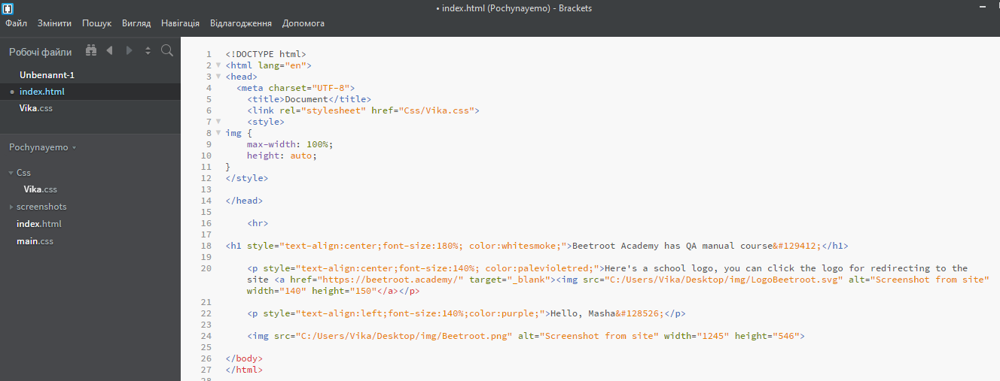 • index.html (Pochynayemo) - Brackets
Файл Змінити Пошук Вигляд Навігація Відлагодження Допомога
Робочі файли
Unbenannt-1
• index.html
Vika.css
Pochynayemo
Css
Vika.css
screenshots
index.html
main.css
1 <!DOCTYPE html>
2 <html lang="en">
3 <head>
4 <meta charset="UTF-8">
5 <title>Document</title>
6 <link rel="stylesheet" href="Css/Vika.css">
7 <style>
8 img {
9 max-width: 100%;
10 height: auto;
11 }
12 </style>
13
14 </head>
15
16 <hr>
17
18 <h1 style="text-align:center;font-size:180%; color:whitesmoke;">Beetroot Academy has QA manual course&#129412;</h1>
19
20 <p style="text-align:center;font-size:140%; color:palevioletred;">Here's a school logo, you can click the logo for redirecting to the
site <a href="https://beetroot.academy/" target="_blank"><img src="C:/Users/Vika/Desktop/img/LogoBeetroot.svg" alt="Screenshot from site"
width="140" height="150"</a></p>
21
22 <p style="text-align:left;font-size:140%;color:purple;">Hello, Masha&#128526;</p>
23
24 <img src="C:/Users/Vika/Desktop/img/Beetroot.png" alt="Screenshot from site" width="1245" height="546">
25
26 </body>
27 </html>
28